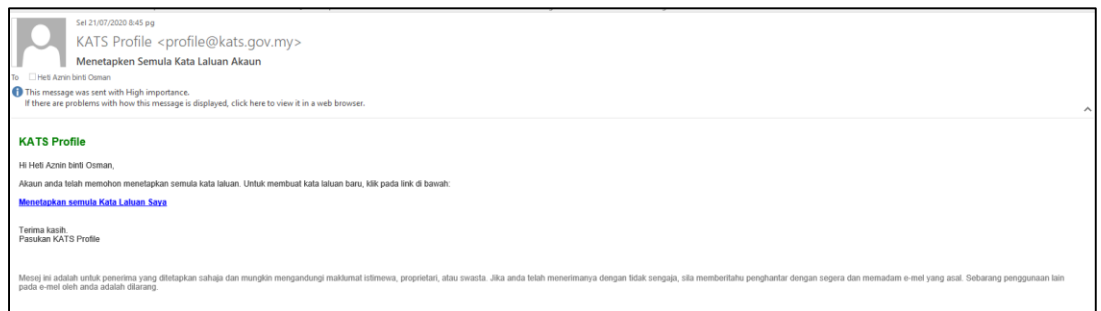 Sel 21/07/2020 8:45 pg
KATS Profile <profile@kats.gov.my>
Menetapken Semula Kata Laluan Akaun
To Heti Aznin binti Osman
This message was sent with High importance.
If there are problems with how this message is displayed, click here to view it in a web browser.
KATS Profile
Hi Heti Aznin binti Osman,
Akaun anda telah memohon menetapkan semula kata laluan. Untuk membuat kata laluan baru, klik pada link di bawah:
Menetapkan semula Kata Laluan Saya
Terima kasih.
Pasukan KATS Profile
Mesej ini adalah untuk penerima yang ditetapkan sahaja dan mungkin mengandungi maklumat istimewa, proprietari, atau swasta. Jika anda telah menerimanya dengan tidak sengaja, sila memberitahu penghantar dengan segera dan memadam e-mel yang asal. Sebarang penggunaan lain
pada e-mel oleh anda adalah dilarang.